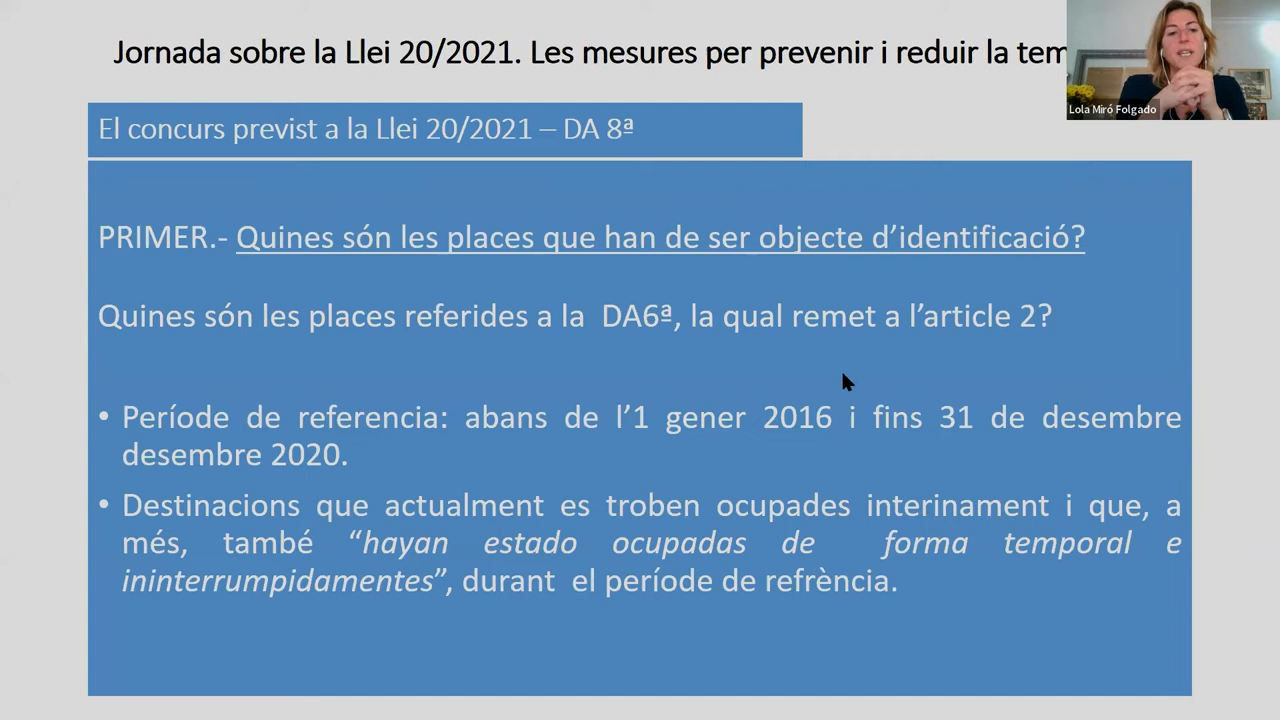 Jornada sobre la Llei 20/2021. Les mesures per prevenir i reduir la tem
Lola Miró Folgado
El concurs previst a la Llei 20/2021 – DA 8ª
PRIMER.- Quines són les places que han de ser objecte d’identificació?
Quines són les places referides a la DA6ª, la qual remet a l’article 2?
• Període de referencia: abans de l’1 gener 2016 i fins 31 de desembre
desembre 2020.
• Destinacions que actualment es troben ocupades interinament i que, a
més, també “hayan estado ocupadas de forma temporal e
ininterrumpidamentes”, durant el període de refrència.